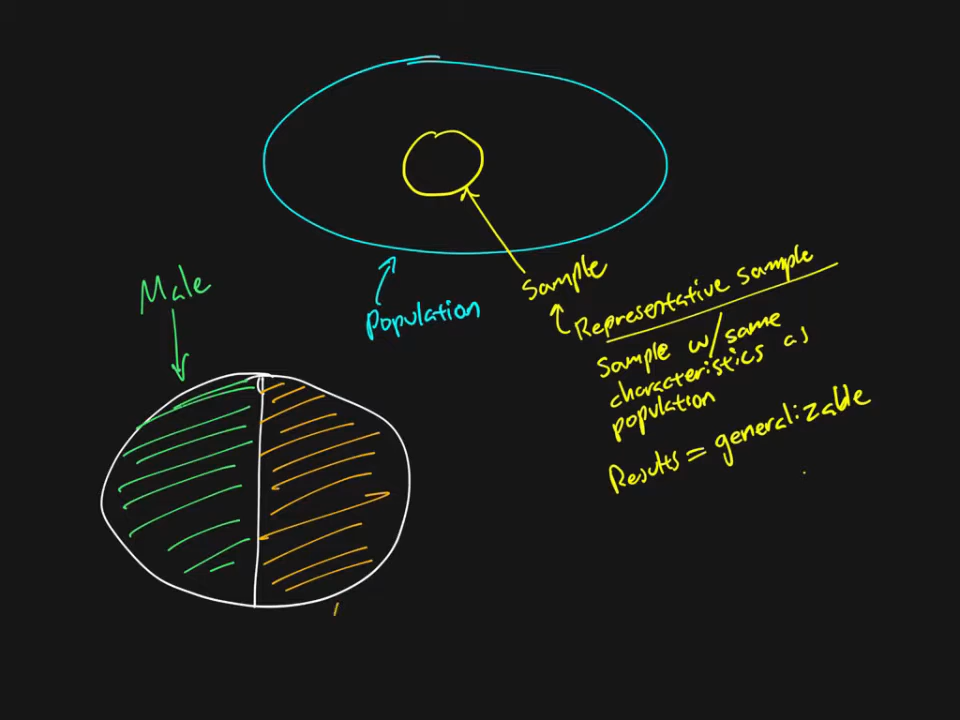 Male
Population
Sample
Representative Sample
Sample w/ same
characteristics as
population
Results = generalizable